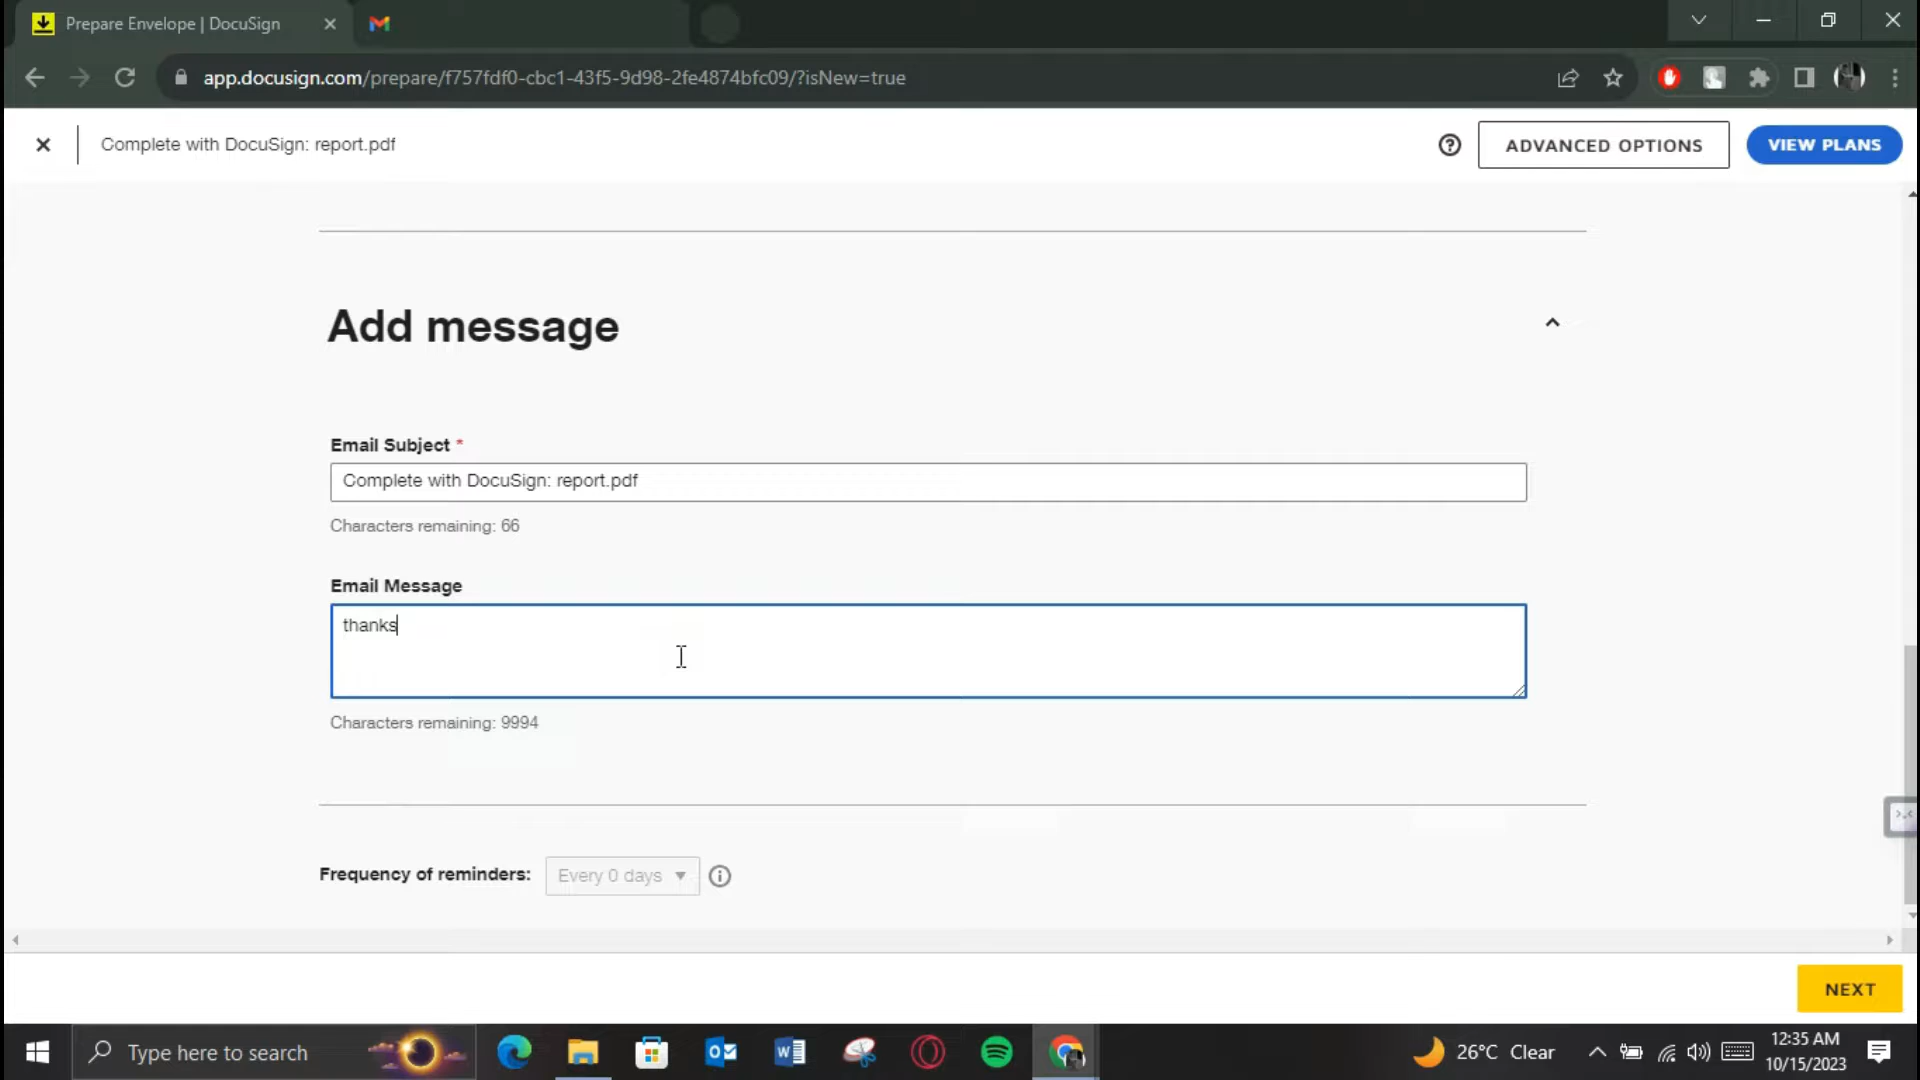 Prepare Envelope | DocuSign
app.docusign.com/prepare/f757fdf0-cbc1-43f5-9d98-2fe4874bfc09/?isNew=true
Complete with DocuSign: report.pdf
ADVANCED OPTIONS
VIEW PLANS
Add message
Email Subject *
Complete with DocuSign: report.pdf
Characters remaining: 66
Email Message
thanks
Characters remaining: 9994
Frequency of reminders:
Every 0 days
NEXT
Type here to search
26°C Clear
12:35 AM
10/15/2023